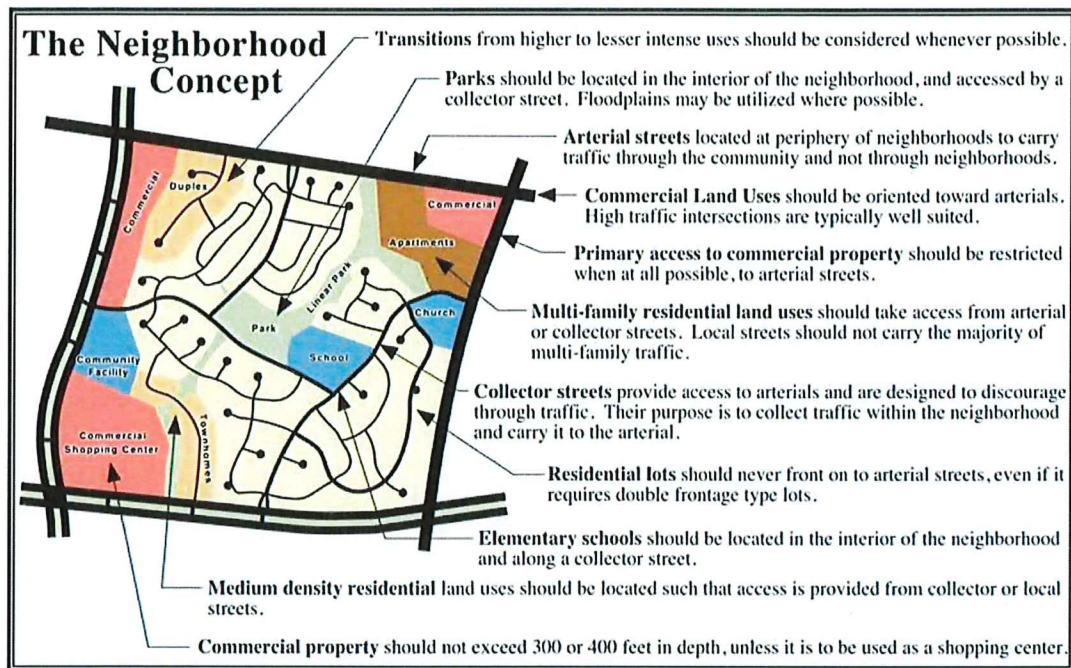 The Neighborhood
Concept
Transitions from higher to lesser intense uses should be considered whenever possible.
Parks should be located in the interior of the neighborhood, and accessed by a
collector street. Floodplains may be utilized where possible.
Arterial streets located at periphery of neighborhoods to carry
traffic through the community and not through neighborhoods.
Commercial Land Uses should be oriented toward arterials.
High traffic intersections are typically well suited.
Primary access to commercial property should be restricted
when at all possible, to arterial streets.
Multi-family residential land uses should take access from arterial
or collector streets. Local streets should not carry the majority of
multi-family traffic.
Collector streets provide access to arterials and are designed to discourage
through traffic. Their purpose is to collect traffic within the neighborhood
and carry it to the arterial.
Residential lots should never front on to arterial streets, even if it
requires double frontage type lots.
Elementary schools should be located in the interior of the neighborhood
and along a collector street.
Medium density residential land uses should be located such that access is provided from collector or local
streets.
Commercial property should not exceed 300 or 400 feet in depth, unless it is to be used as a shopping center.
Commercial
Duplex
Commercial
Apartments
Linear Park
Church
Park
School
Community
Facility
Townhomes
Commercial
Shopping Center